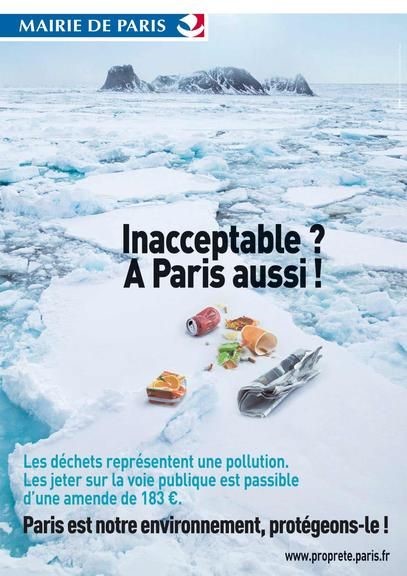 MAIRIE DE PARIS
Inacceptable ?
A Paris aussi !
Les déchets représentent une pollution.
Les jeter sur la voie publique est passible
d'une amende de 183 €.
Paris est notre environnement, protégeons-le !
www.proprete.paris.fr